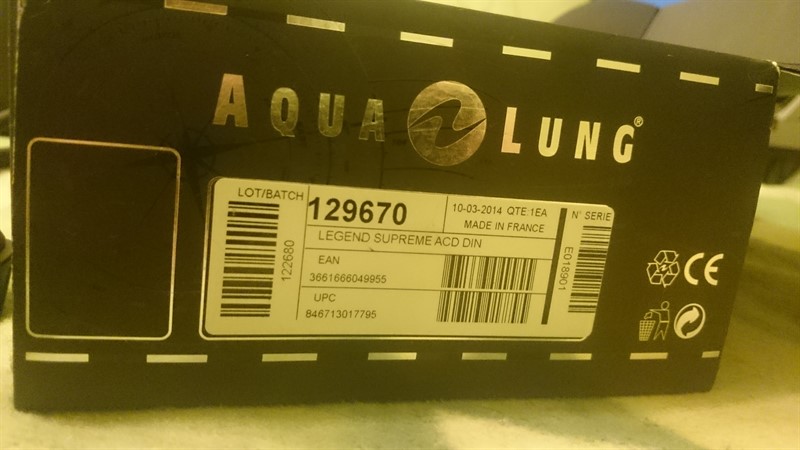 AQUA LUNG®
LOT/BATCH
122680
129670
10-03-2014 QTE:1EA
MADE IN FRANCE
LEGEND SUPREME ACD DIN
EAN
3661666049955
UPC
846713017795
N° SERIE
E018901
CE